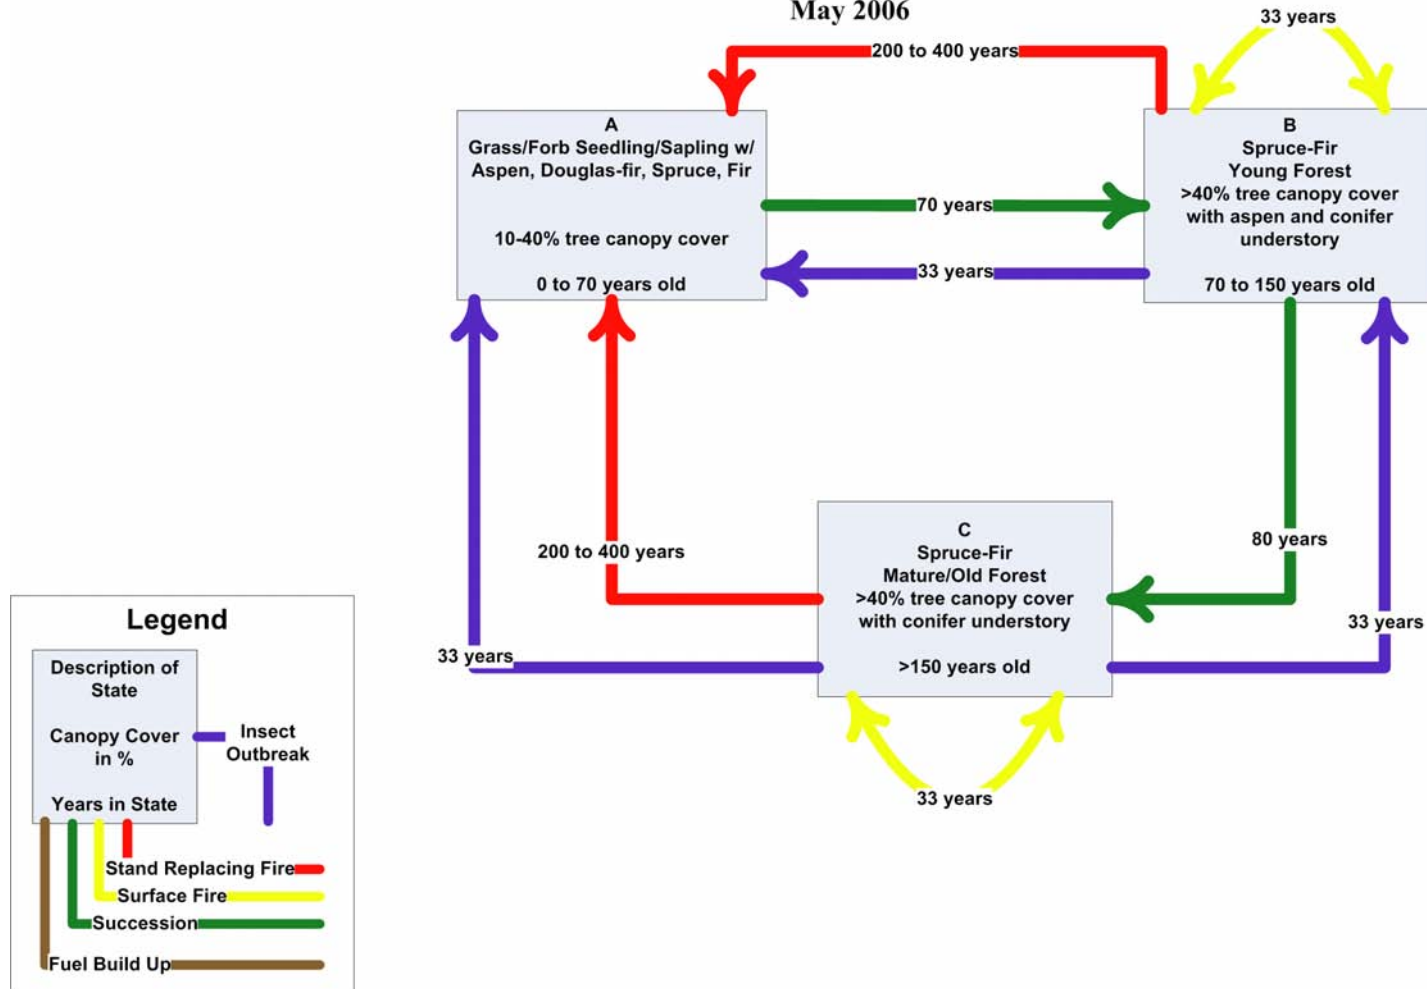 May 2006
33 years
200 to 400 years
A
Grass/Forb Seedling/Sapling w/
Aspen, Douglas-fir, Spruce, Fir
10-40% tree canopy cover
0 to 70 years old
B
Spruce-Fir
Young Forest
>40% tree canopy cover
with aspen and conifer
understory
70 to 150 years old
70 years
33 years
200 to 400 years
80 years
C
Spruce-Fir
Mature/Old Forest
>40% tree canopy cover
with conifer understory
>150 years old
33 years
33 years
33 years
Legend
Description of
State
Canopy Cover
in %
Years in State
Insect
Outbreak
Stand Replacing Fire
Surface Fire
Succession
Fuel Build Up